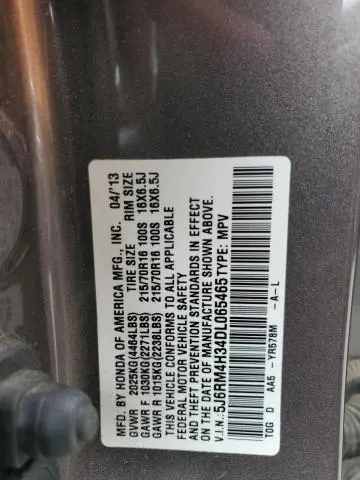 MFD. BY HONDA OF AMERICA MFG., INC. 04/'13
GVWR 2025KG(4464LBS) TIRE SIZE RIM SIZE
GAWR F 1030KG(2271LBS) 215/70R16 100S 16X6.5J
GAWR R 1015KG(2238LBS) 215/70R16 100S 16X6.5J
THIS VEHICLE CONFORMS TO ALL APPLICABLE
FEDERAL MOTOR VEHICLE SAFETY
AND THEFT PREVENTION STANDARDS IN EFFECT
ON THE DATE OF MANUFACTURE SHOWN ABOVE.
V.I.N.: 5J6RM4H34DL065465 TYPE: MPV
TOG D AA5 -YR578M -A-L